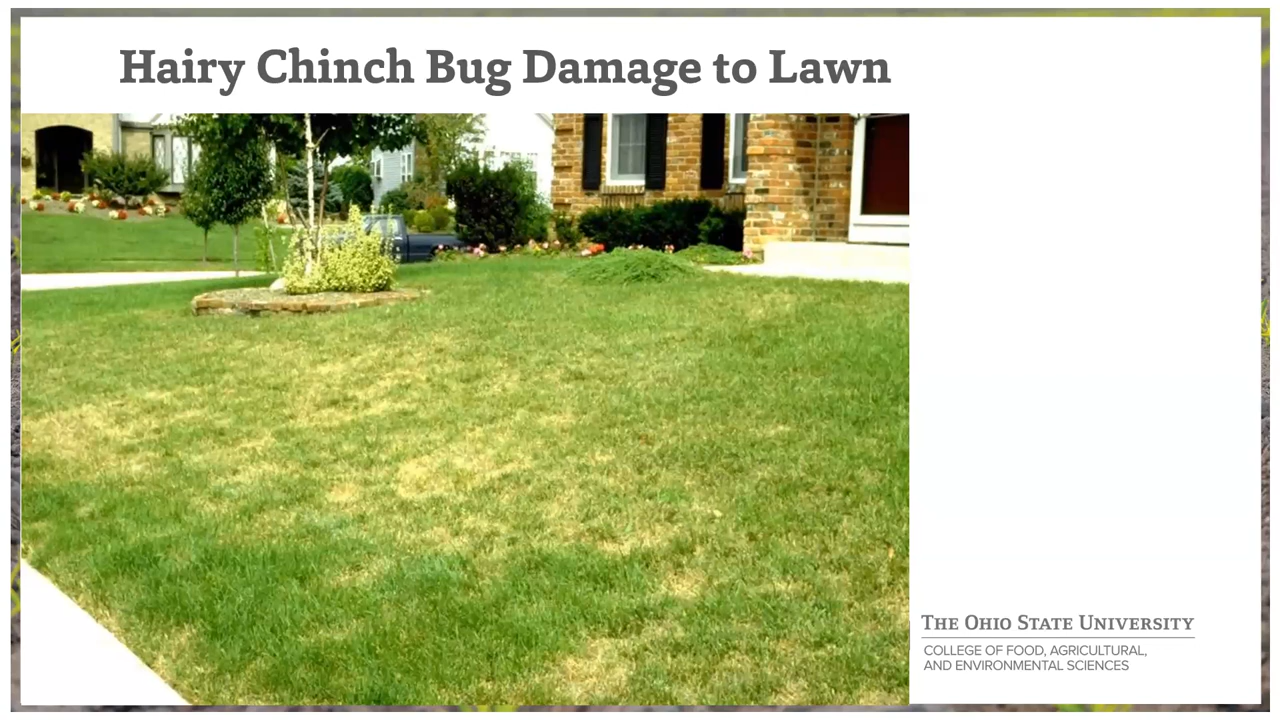 Hairy Chinch Bug Damage to Lawn
THE OHIO STATE UNIVERSITY
COLLEGE OF FOOD, AGRICULTURAL,
AND ENVIRONMENTAL SCIENCES